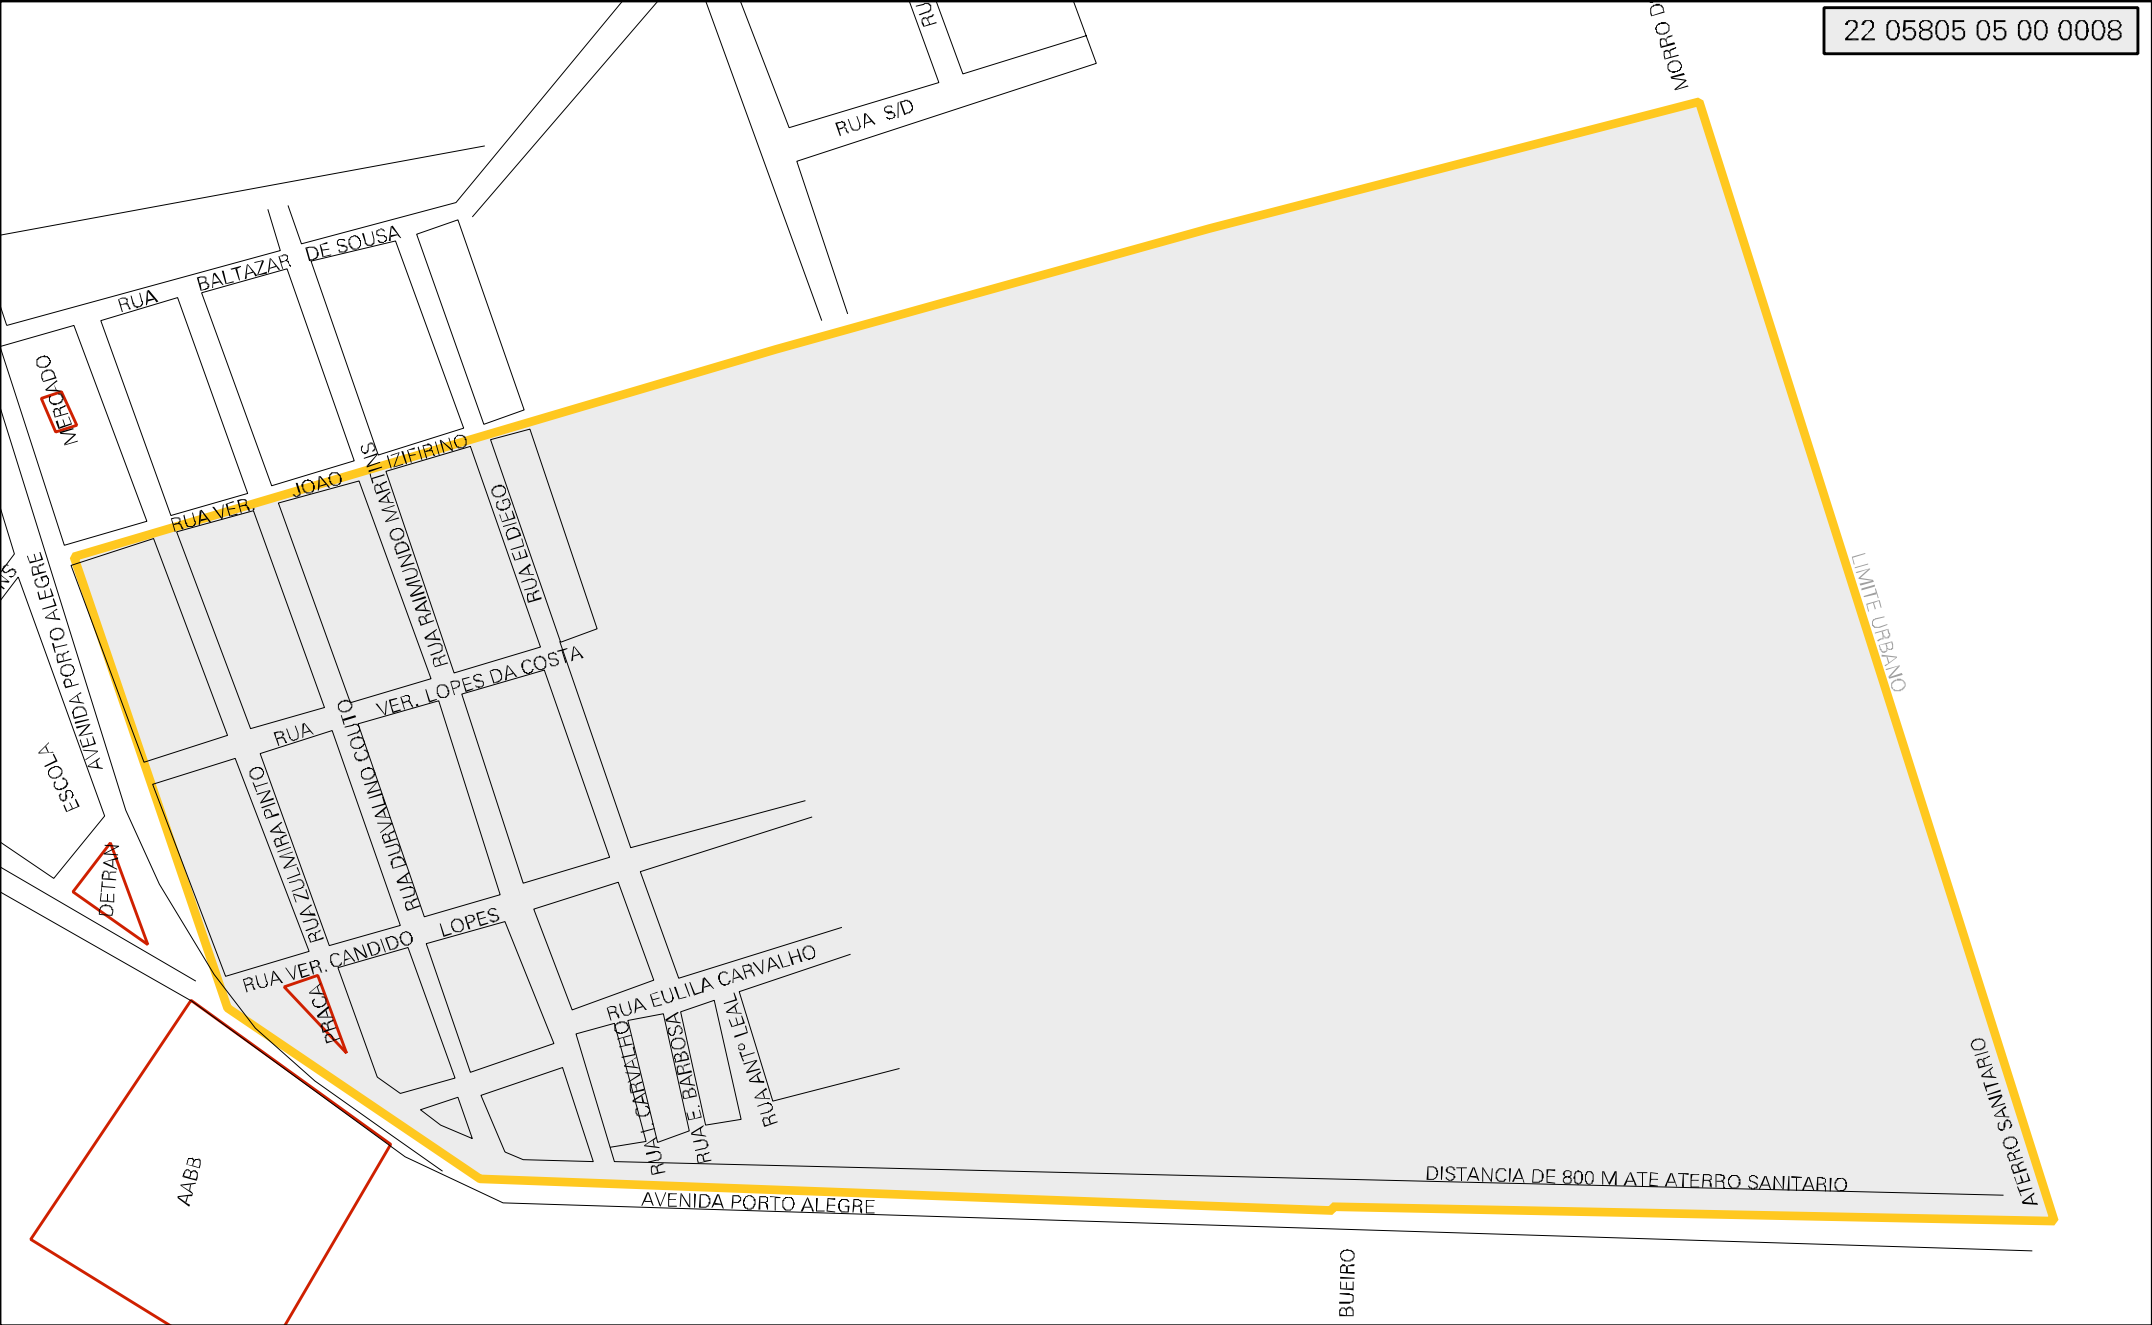 22 05805 05 00 0008
MORRO D
RU
RUA S/D
RUA BALTAZAR DE SOUSA
MERCADO
RUA VER. JOAO IZIFIRINO
RUA RAIMUNDO MARTINS
RUA ELDIEGO
AVENIDA PORTO ALEGRE
NS
LIMITE URBANO
RUA VER. LOPES DA COSTA
ESCOLA
RUA ZULMIRA PINTO
RUA DURVALINO COUTO
DETRAN
RUA VER. CANDIDO LOPES
PRACA
RUA EULILA CARVALHO
RUA I. CARVALHO
RUA E. BARBOSA
RUA ANTº LEAL
AABB
ATERRO SANITARIO
DISTANCIA DE 800 M ATE ATERRO SANITARIO
AVENIDA PORTO ALEGRE
BUEIRO